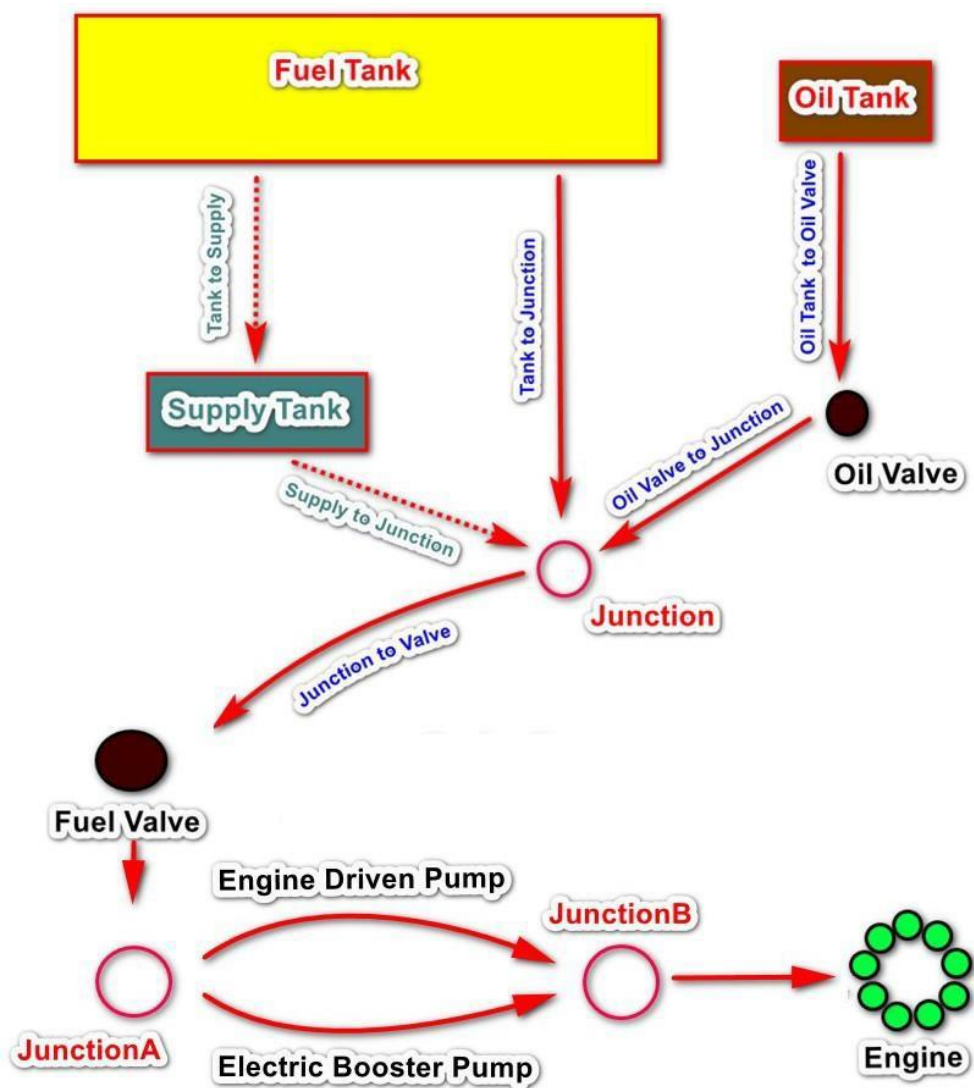 Fuel Tank
Oil Tank
Tank to Supply
Tank to Junction
Oil Tank to Oil Valve
Supply Tank
Oil Valve to Junction
Oil Valve
Supply to Junction
Junction
Junction to Valve
Fuel Valve
Engine Driven Pump
JunctionB
JunctionA
Electric Booster Pump
Engine